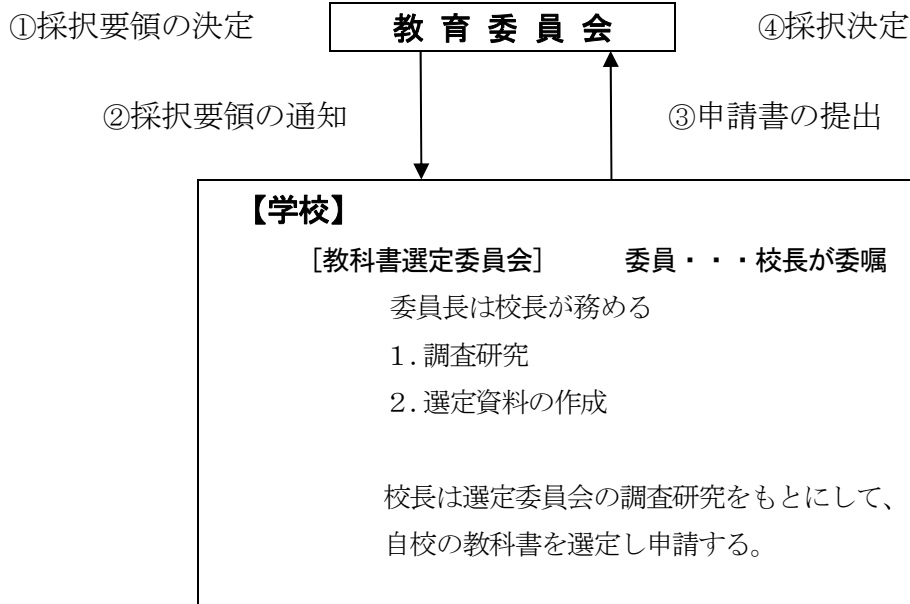 ①採択要領の決定
教 育 委 員 会
④採択決定
②採択要領の通知
③申請書の提出
【学校】
［教科書選定委員会］ 委員・・・校長が委嘱
委員長は校長が務める
１．調査研究
２．選定資料の作成
校長は選定委員会の調査研究をもとにして、
自校の教科書を選定し申請する。